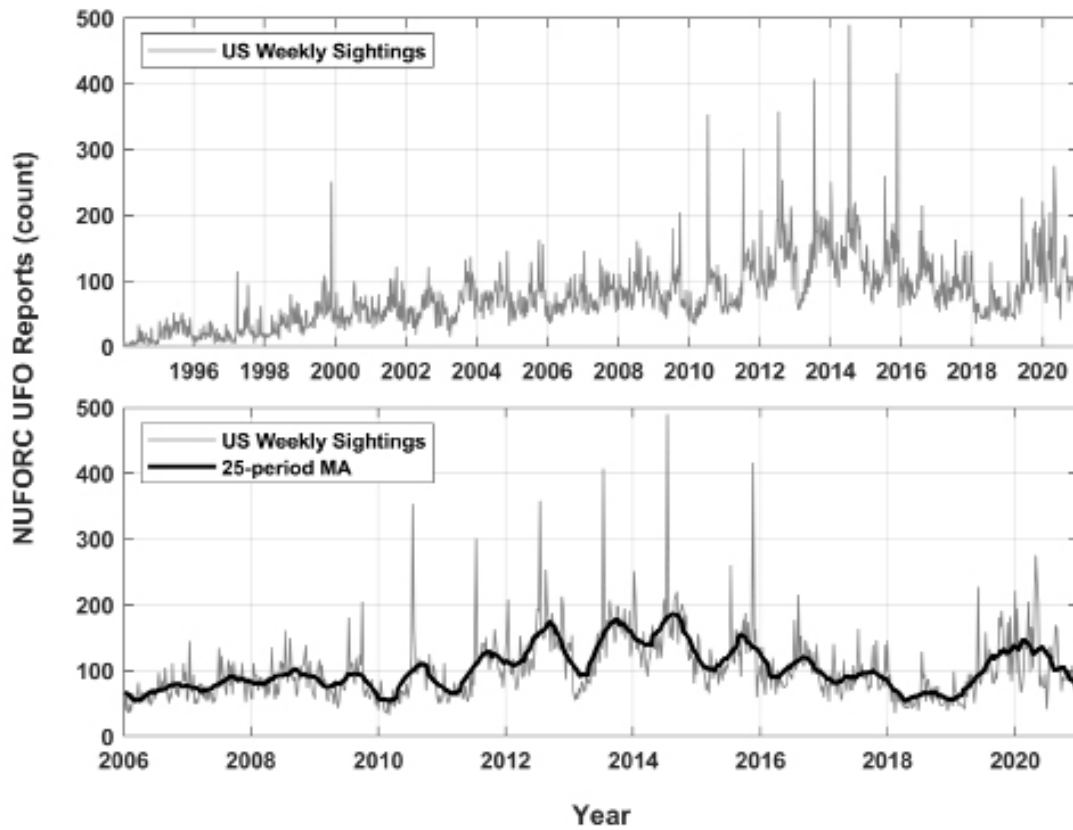 NUFORC UFO Reports (count)
500
400
300
200
100
0
US Weekly Sightings
1996 1998 2000 2002 2004 2006 2008 2010 2012 2014 2016 2018 2020
500
400
300
200
100
0
US Weekly Sightings
25-period MA
2006 2008 2010 2012 2014 2016 2018 2020
Year